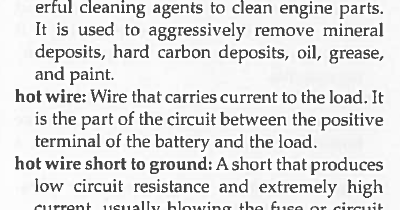 erful cleaning agents to clean engine parts.
It is used to aggressively remove mineral
deposits, hard carbon deposits, oil, grease,
and paint.
hot wire: Wire that carries current to the load. It
is the part of the circuit between the positive
terminal of the battery and the load.
hot wire short to ground: A short that produces
low circuit resistance and extremely high
current, usually blowing the fuse or circuit